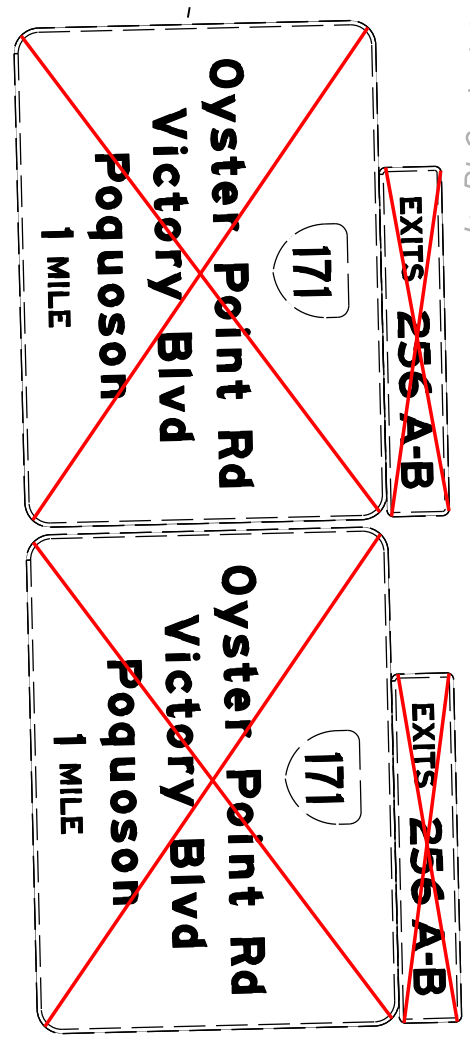 EXITS 256 A-B
171
Oyster Point Rd
Victory Blvd
Poquoson
1 MILE
EXITS 256 A-B
171
Oyster Point Rd
Victory Blvd
Poquoson
1 MILE